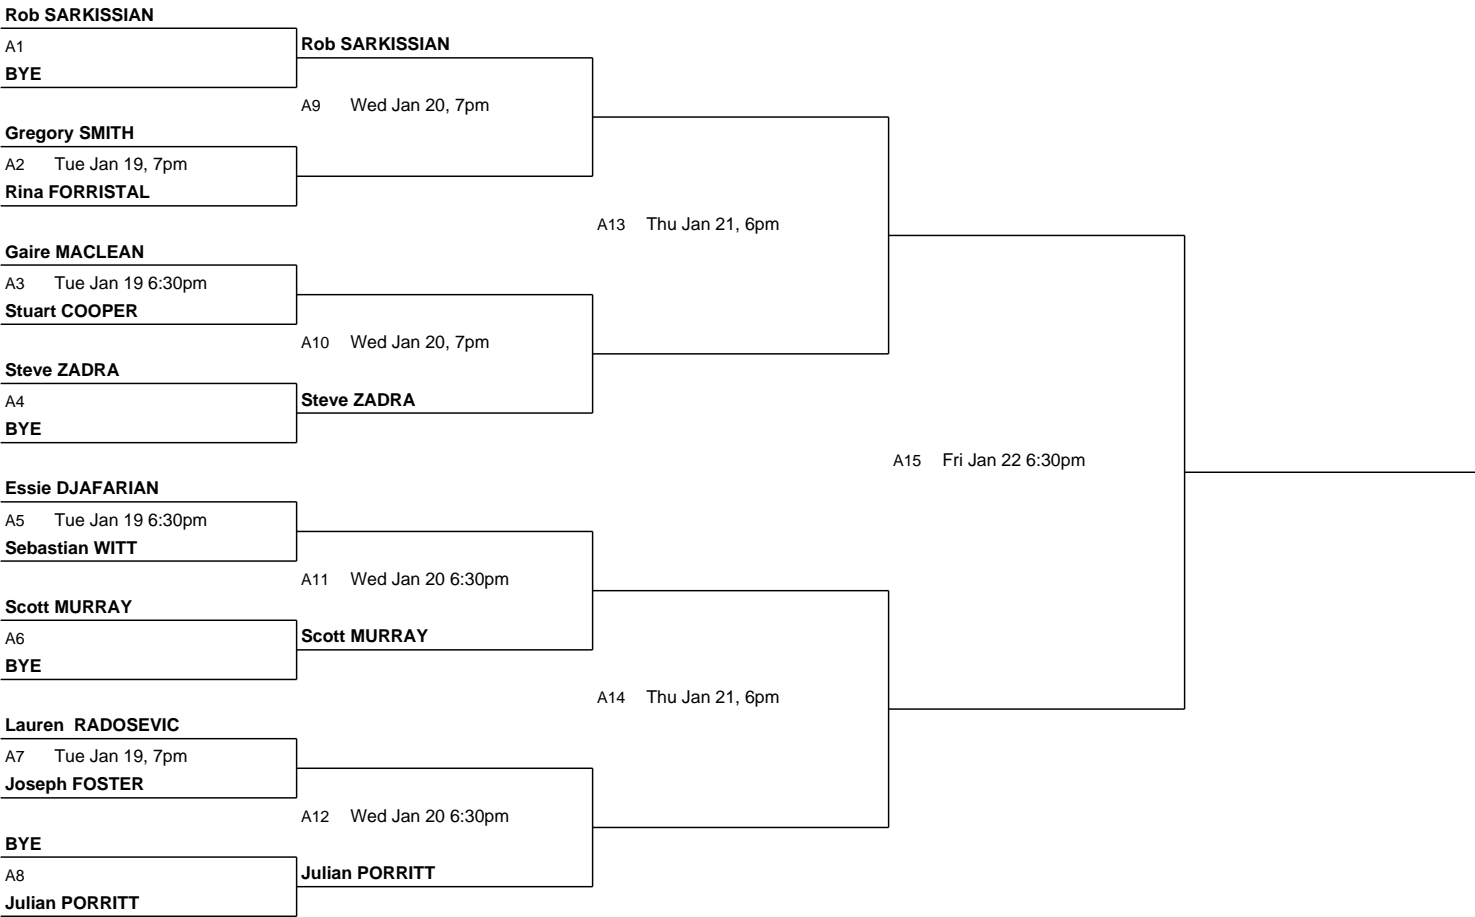 Rob SARKISSIAN
A1
BYE
Rob SARKISSIAN
A9 Wed Jan 20, 7pm
Gregory SMITH
A2 Tue Jan 19, 7pm
Rina FORRISTAL
A13 Thu Jan 21, 6pm
Gaire MACLEAN
A3 Tue Jan 19 6:30pm
Stuart COOPER
A10 Wed Jan 20, 7pm
Steve ZADRA
A4
BYE
Steve ZADRA
A15 Fri Jan 22 6:30pm
Essie DJAFARIAN
A5 Tue Jan 19 6:30pm
Sebastian WITT
A11 Wed Jan 20 6:30pm
Scott MURRAY
A6
BYE
Scott MURRAY
A14 Thu Jan 21, 6pm
Lauren  RADOSEVIC
A7 Tue Jan 19, 7pm
Joseph FOSTER
A12 Wed Jan 20 6:30pm
BYE
A8
Julian PORRITT
Julian PORRITT